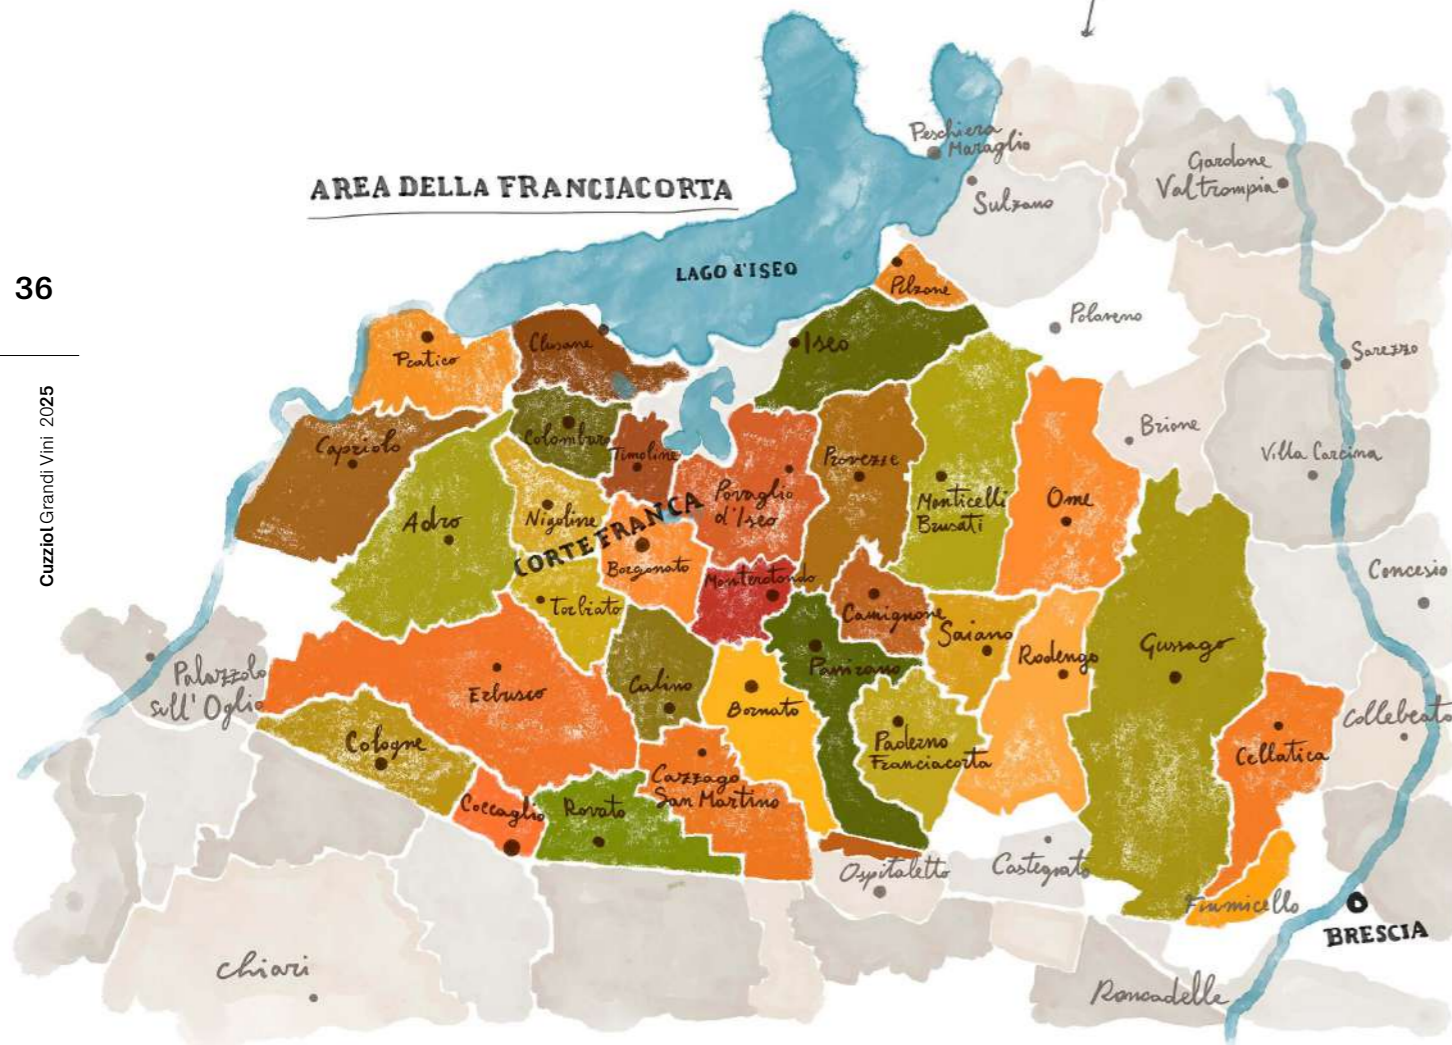 AREA DELLA FRANCIACORTA
36
Cuzziol Grandi Vini 2025
Peschiera
Maraglio
Sulzano
Gardone
Valtrompia
LAGO d'ISEO
Pilzone
Polaveno
Sarezzo
Paratico
Clusane
Iseo
Brione
Villa Carcina
Capriolo
Colombaro
Timoline
Provezze
Adro
Nigoline
CORTE FRANCA
Provaglio
d'Iseo
Monticelli
Brusati
Ome
Borgonato
Monterotondo
Concesio
Torbiato
Camignone
Saiano
Rodengo
Gussago
Palazzolo
sull'Oglio
Erbusco
Calino
Bornato
Passirano
Collebeato
Cologne
Paderno
Franciacorta
Cellatica
Coccaglio
Rovato
Cazzago
San Martino
Ospitaletto
Castegnato
Fiumicello
BRESCIA
Chiari
Roncadelle